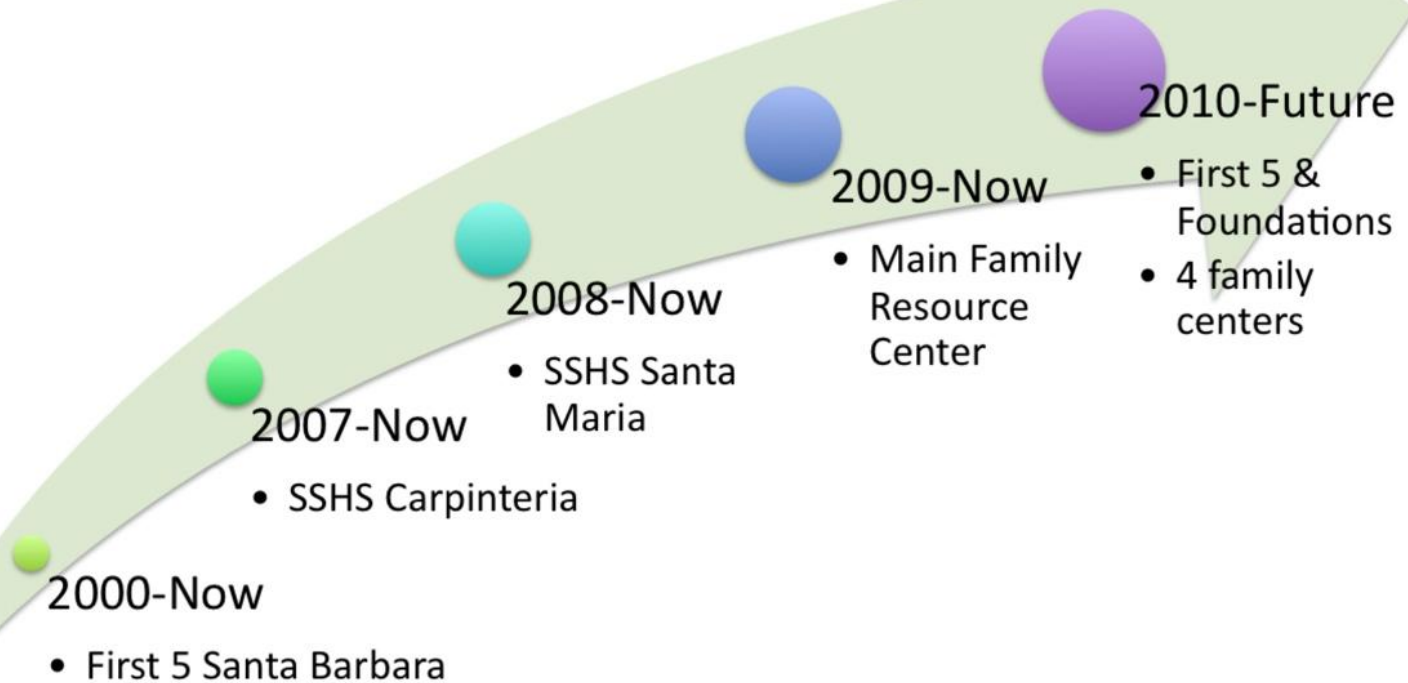 2000-Now
• First 5 Santa Barbara
2007-Now
• SSHS Carpinteria
2008-Now
• SSHS Santa
Maria
2009-Now
• Main Family
Resource
Center
2010-Future
• First 5 &
Foundations
• 4 family
centers